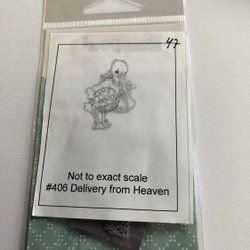 47
Not to exact scale
#406 Delivery from Heaven